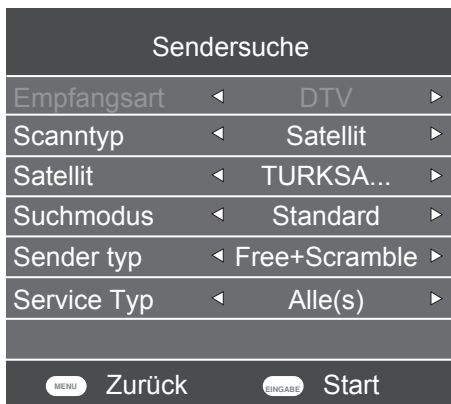 Sendersuche
Empfangsart DTV
Scanntyp Satellit
Satellit TURKSA...
Suchmodus Standard
Sender typ Free+Scramble
Service Typ Alle(s)
MENU Zurück EINGABE Start